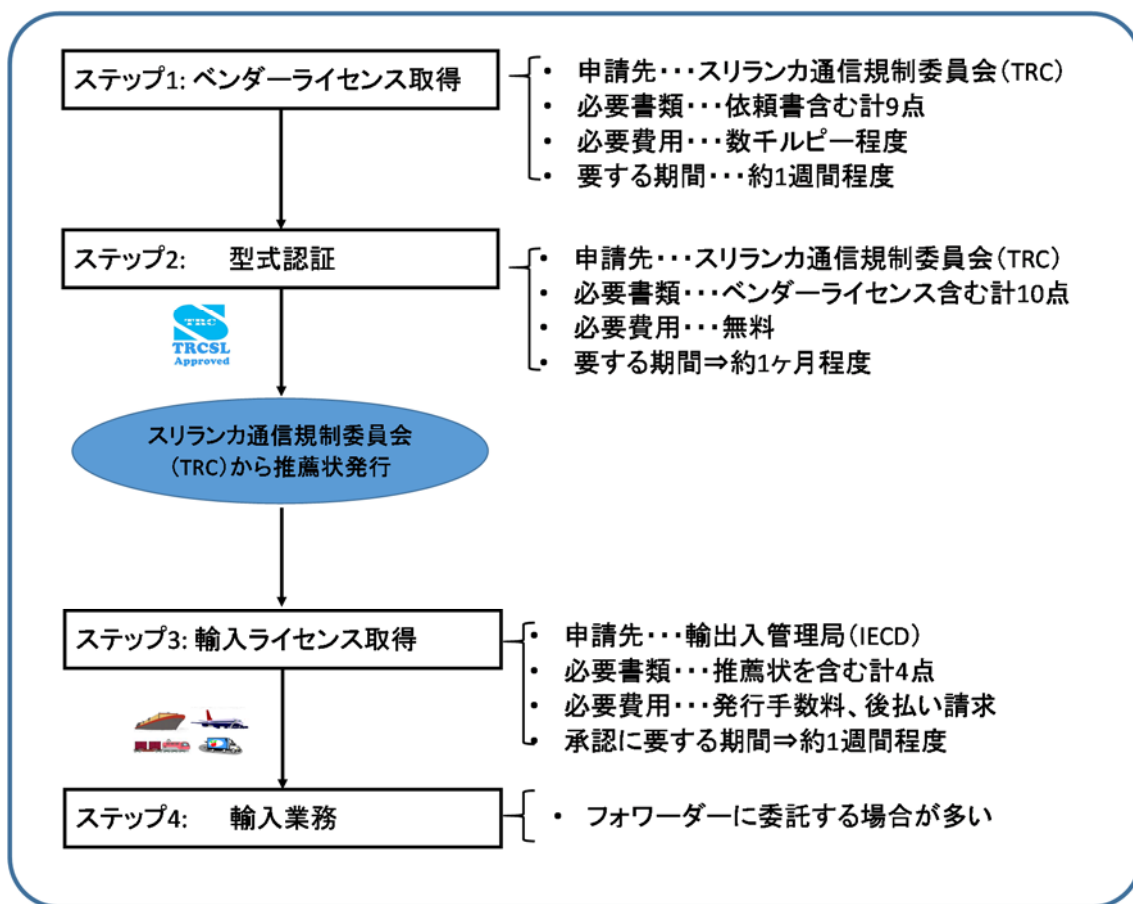 ステップ1: ベンダーライセンス取得
・ 申請先・・・スリランカ通信規制委員会(TRC)
・ 必要書類・・・依頼書含む計9点
・ 必要費用・・・数千ルピー程度
・ 要する期間・・・約1週間程度
ステップ2: 型式認証
・ 申請先・・・スリランカ通信規制委員会(TRC)
・ 必要書類・・・ベンダーライセンス含む計10点
・ 必要費用・・・無料
・ 要する期間⇒約1ヶ月程度
TRC
TRCSL
Approved
スリランカ通信規制委員会
(TRC)から推薦状発行
ステップ3: 輸入ライセンス取得
・ 申請先・・・輸出入管理局(IECD)
・ 必要書類・・・推薦状を含む計4点
・ 必要費用・・・発行手数料、後払い請求
・ 承認に要する期間⇒約1週間程度
ステップ4: 輸入業務
・ フォワーダーに委託する場合が多い